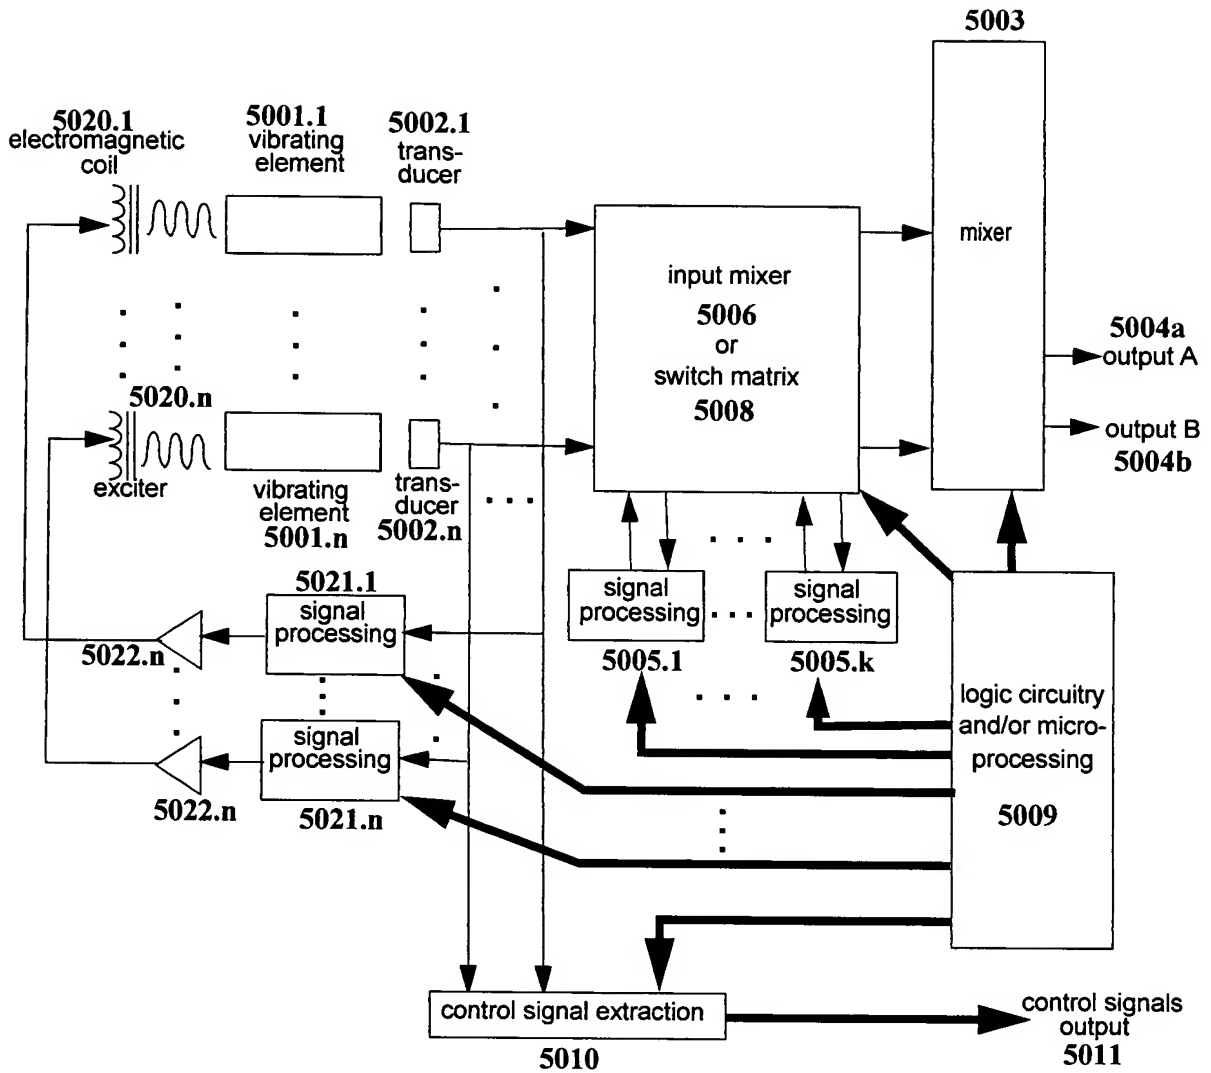 5003
5020.1
electromagnetic
coil
5001.1
vibrating
element
5002.1
trans-
ducer
input mixer
5006
or
switch matrix
5008
mixer
5004a
output A
output B
5004b
5020.n
exciter
vibrating
element
5001.n
trans-
ducer
5002.n
5021.1
signal
processing
5022.n
signal
processing
5021.n
5022.n
signal
processing
5005.1
signal
processing
5005.k
logic circuitry
and/or micro-
processing
5009
control signal extraction
5010
control signals
output
5011